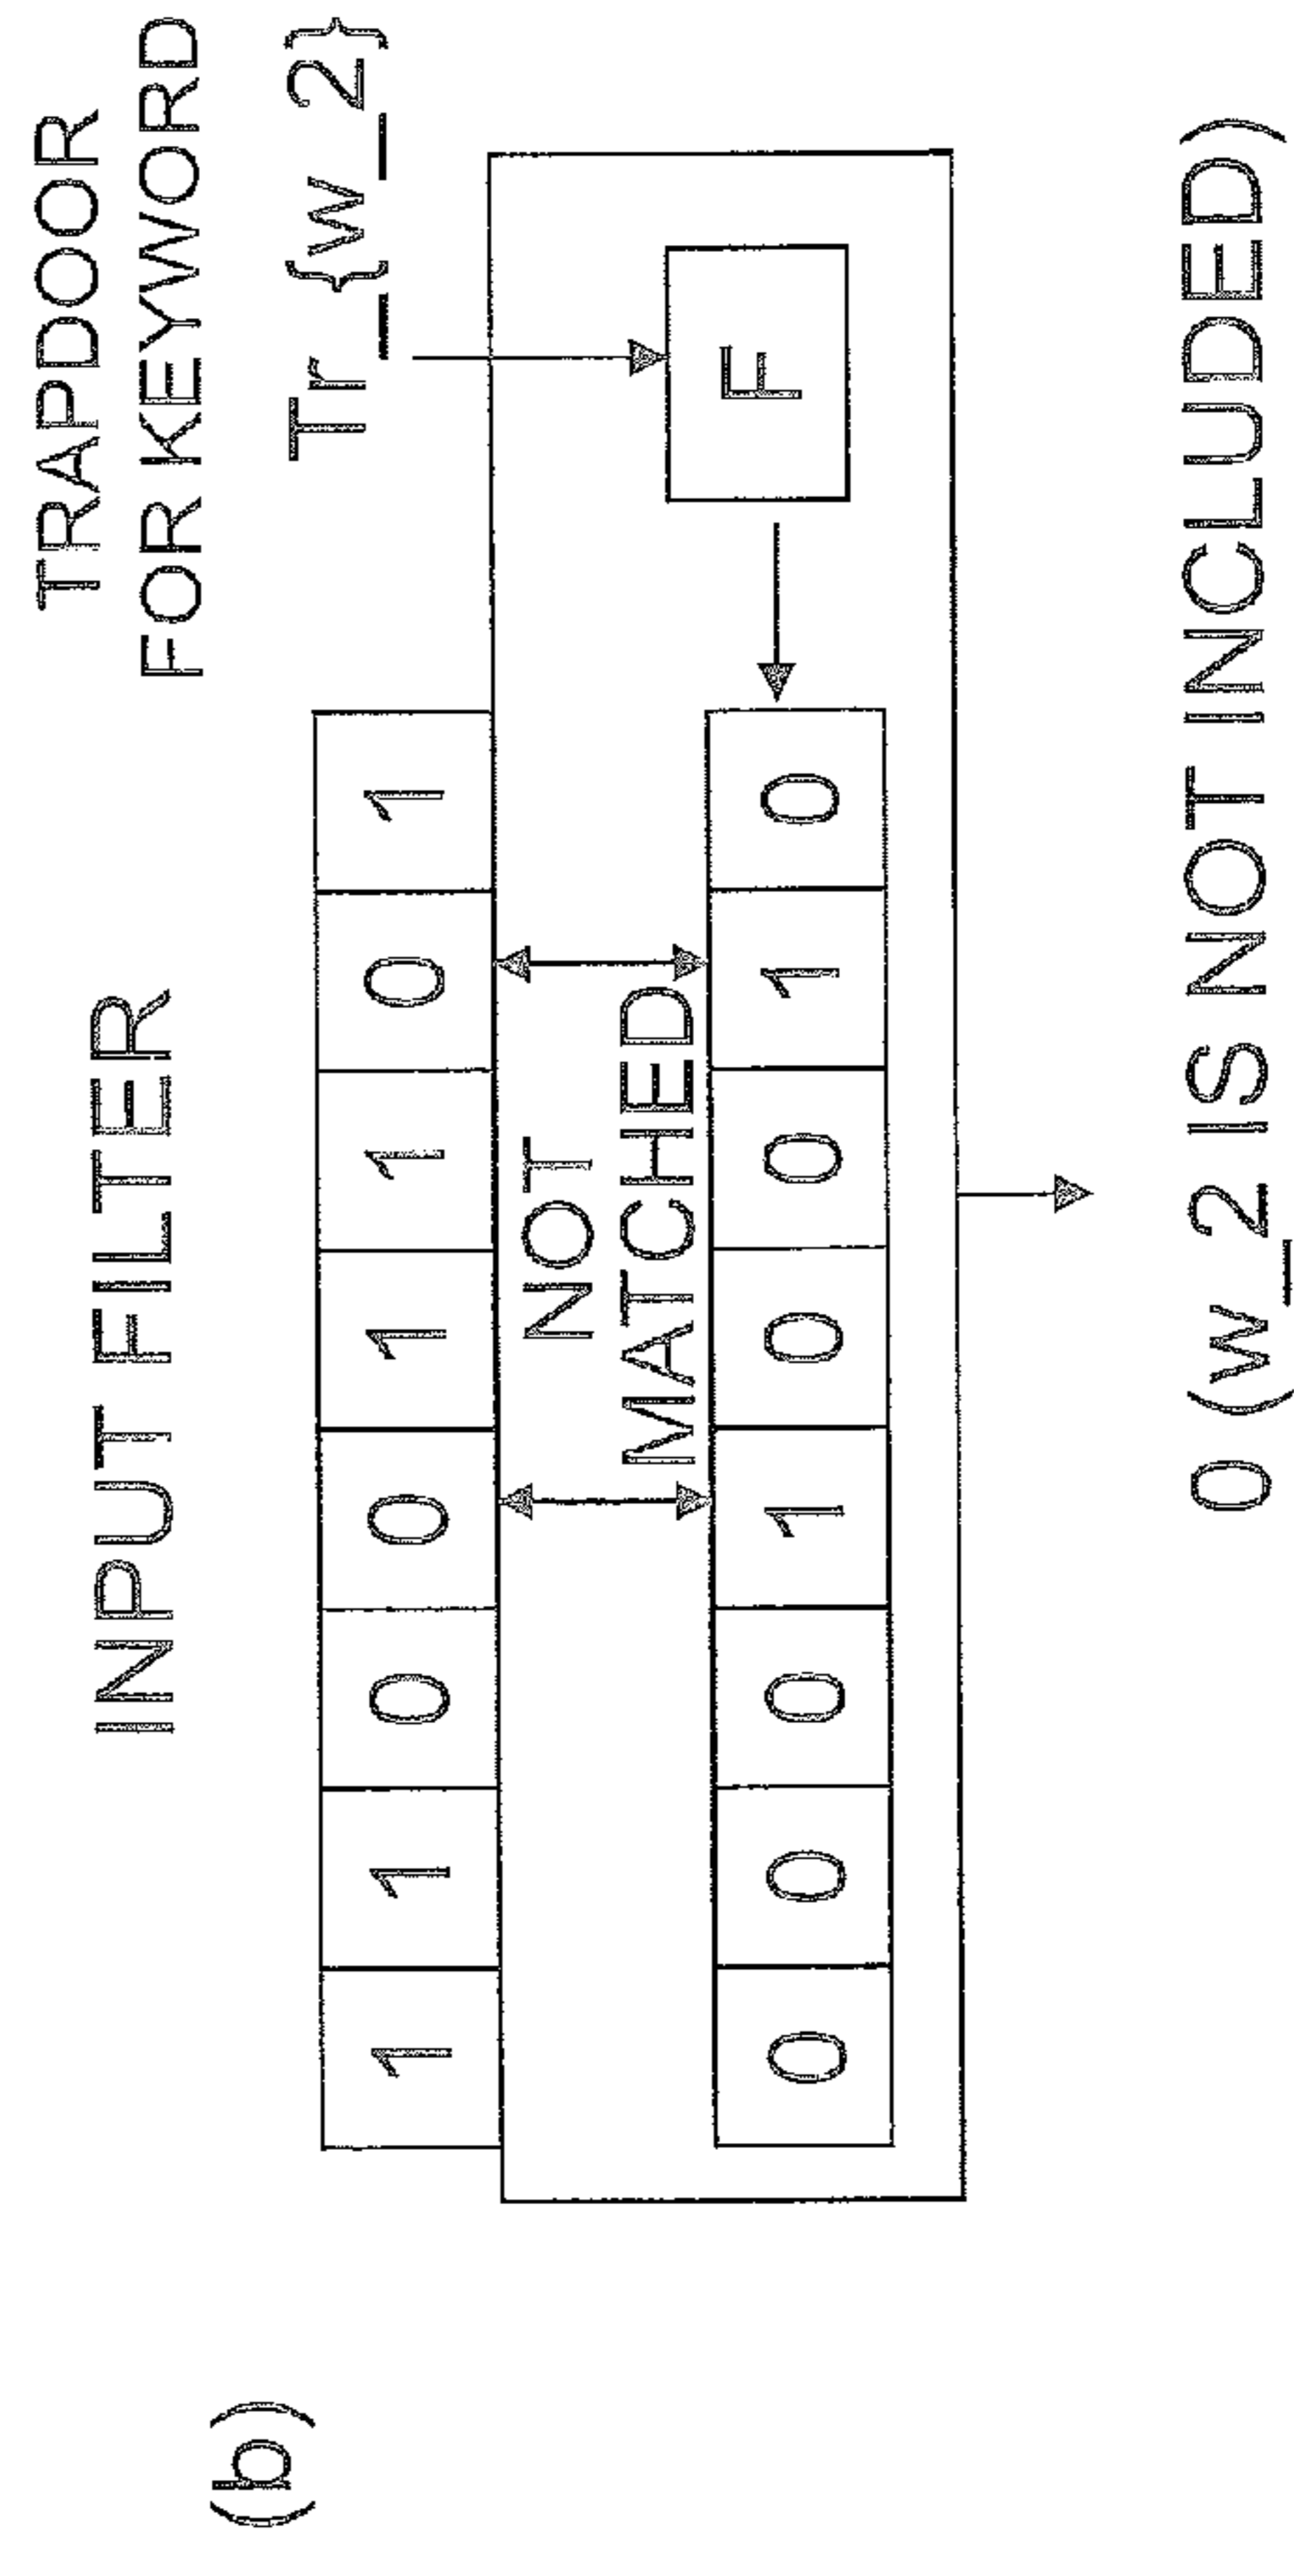 (b)
INPUT FILTER
TRAPDOOR
FOR KEYWORD
Tr_{w_2}
1 1 0 0 1 1 0 1
NOT
MATCHED
F
0 0 0 1 0 0 1 0
0 (w_2 IS NOT INCLUDED)